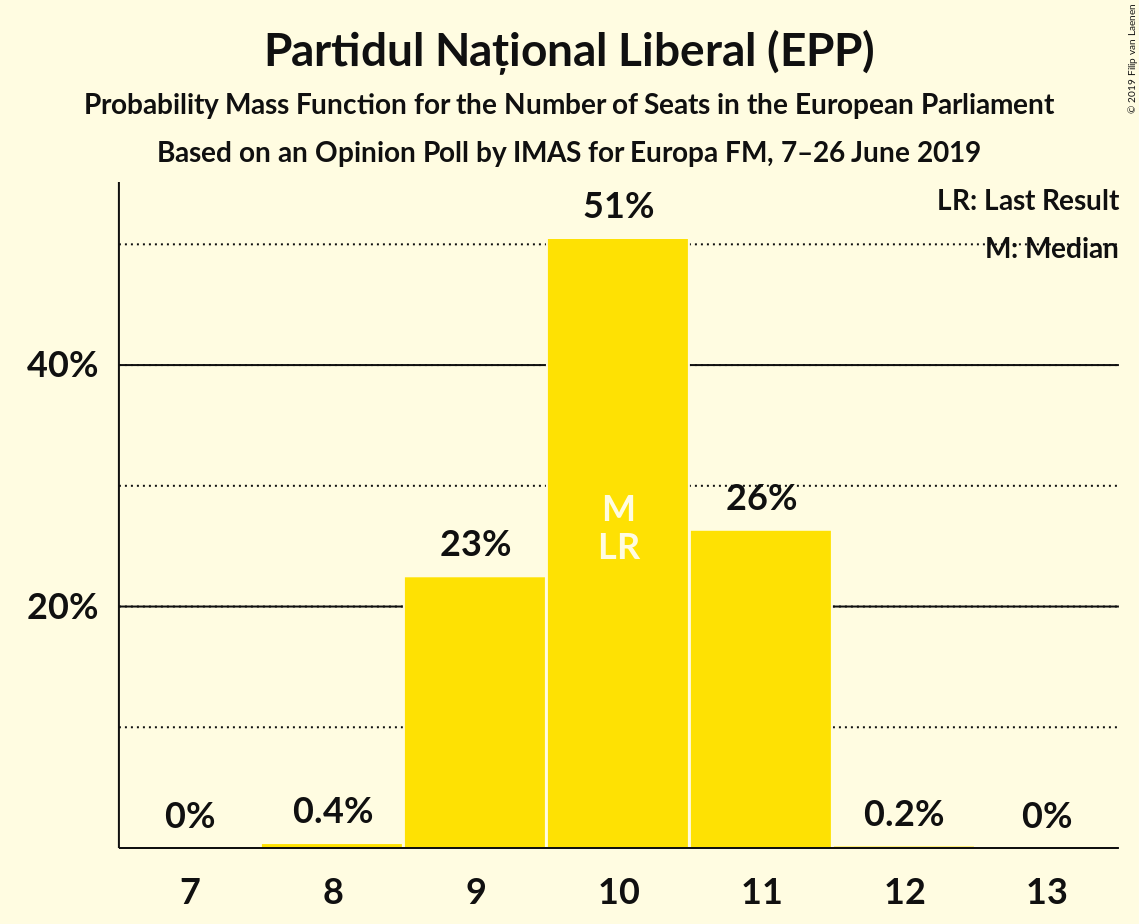 Partidul Național Liberal (EPP)
Probability Mass Function for the Number of Seats in the European Parliament
Based on an Opinion Poll by IMAS for Europa FM, 7–26 June 2019
© 2019 Filip van Laenen
LR: Last Result
M: Median
51%
40%
26%
M
LR
23%
20%
0%
0.4%
0.2%
0%
7
8
9
10
11
12
13